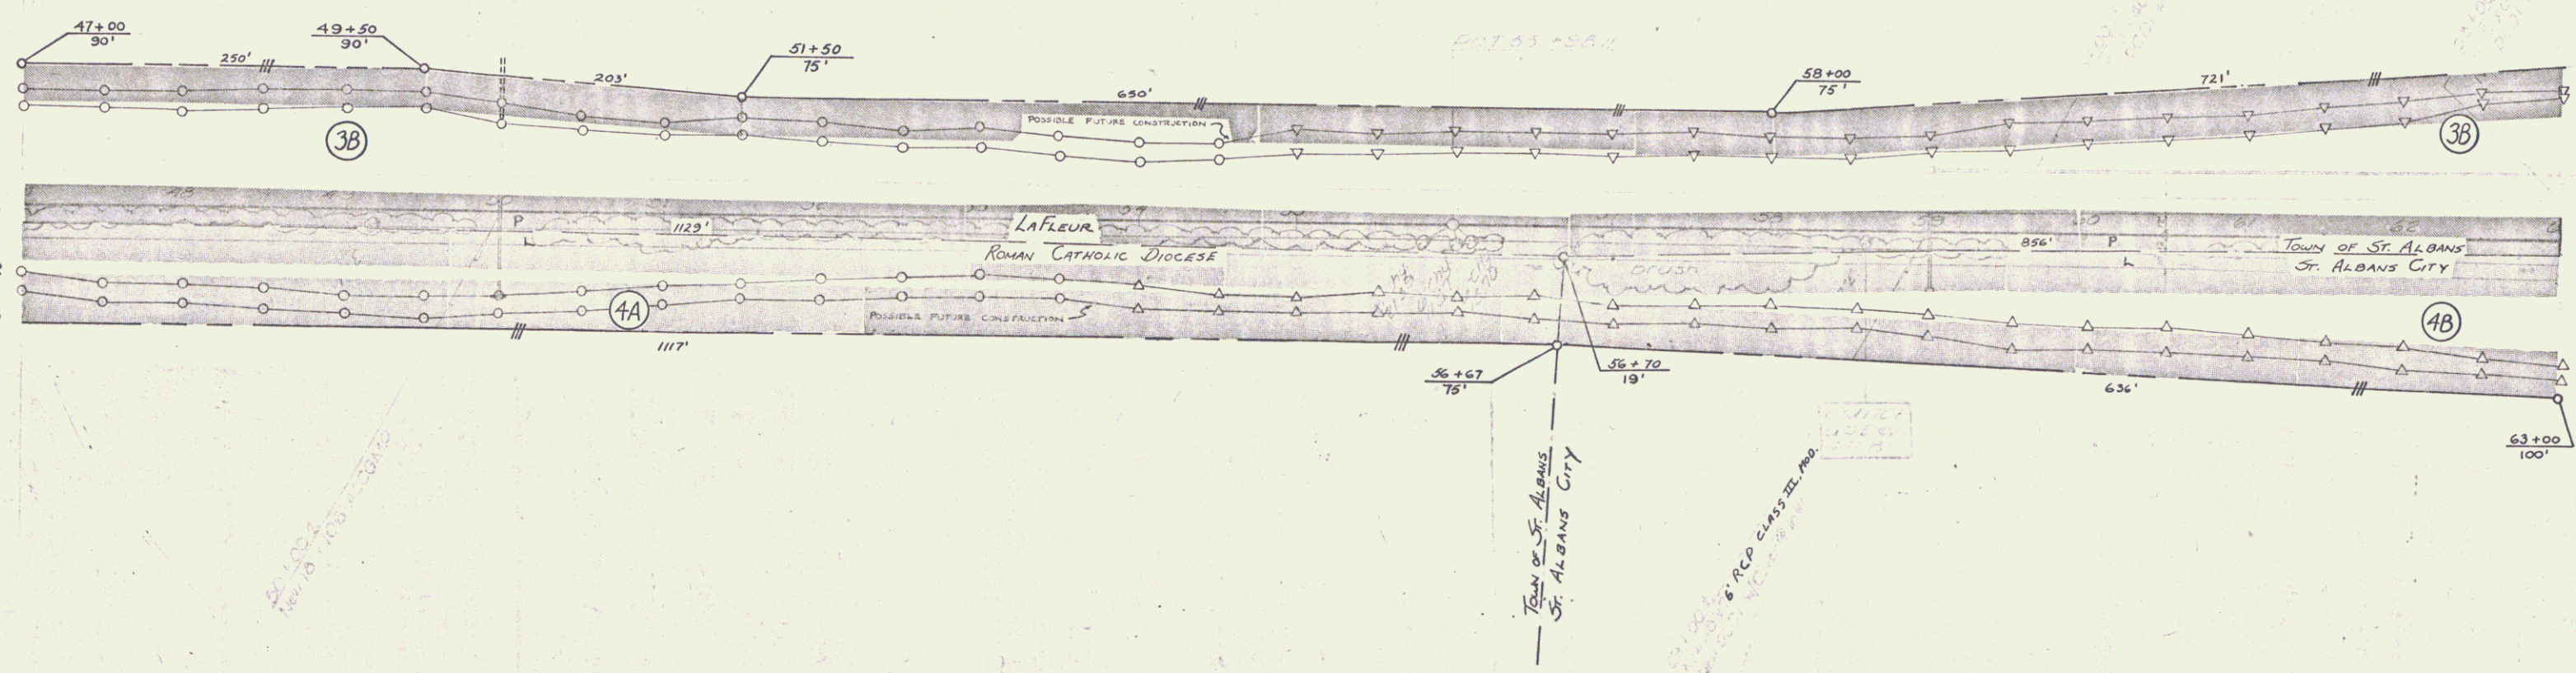 47+00
90'
250'
49+50
90'
203'
51+50
75'
650'
POSSIBLE FUTURE CONSTRUCTION
58+00
75'
721'
3B
3B
P
L
1129'
LAFLEUR
ROMAN CATHOLIC DIOCESE
58
61
62
brush
856'
P
L
TOWN OF ST. ALBANS
ST. ALBANS CITY
4A
POSSIBLE FUTURE CONSTRUCTION
4B
1117'
56+67
75'
56+70
19'
636'
63+00
100'
TOWN OF ST. ALBANS
ST. ALBANS CITY
6' RCP CLASS III, MOD.